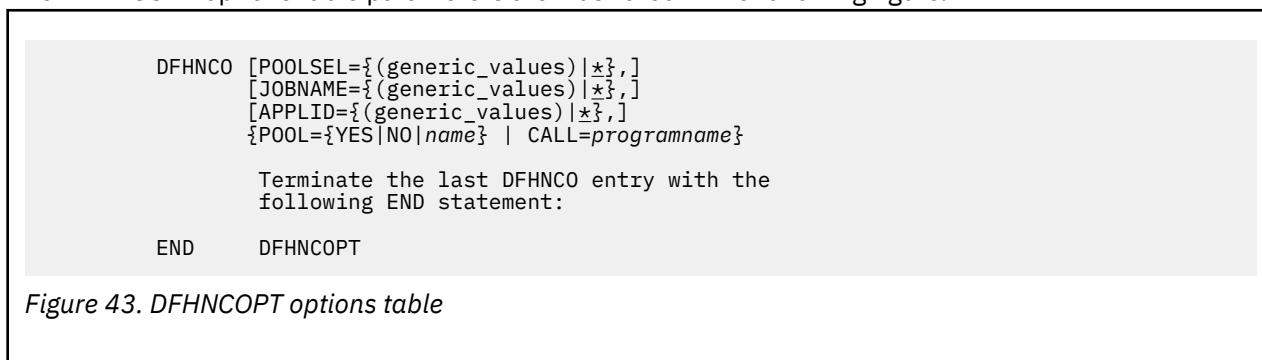 DFHNCO [POOLSEL={(generic_values)|*},]
[JOBNAME={(generic_values)|*},]
[APPLID={(generic_values)|*},]
{POOL={YES|NO|name} | CALL=programname}
Terminate the last DFHNCO entry with the
following END statement:
END DFHNCOPT
Figure 43. DFHNCOPT options table